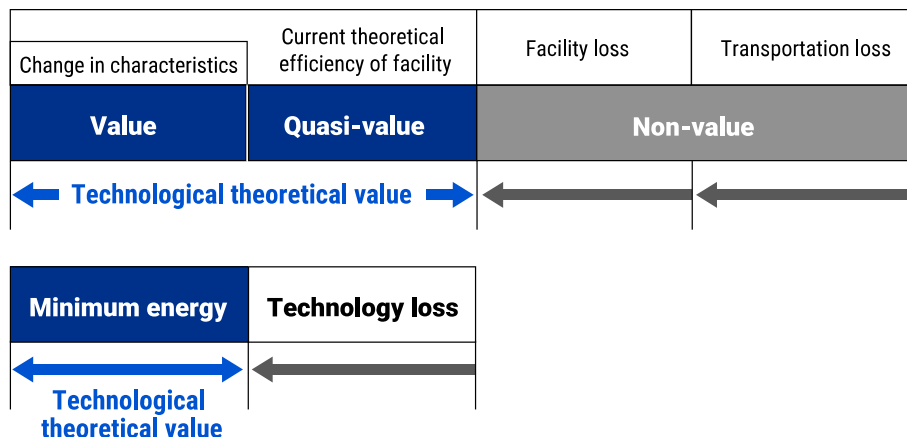 Change in characteristics
Current theoretical
efficiency of facility
Facility loss
Transportation loss
Value
Quasi-value
Non-value
Technological theoretical value
Minimum energy
Technology loss
Technological
theoretical value